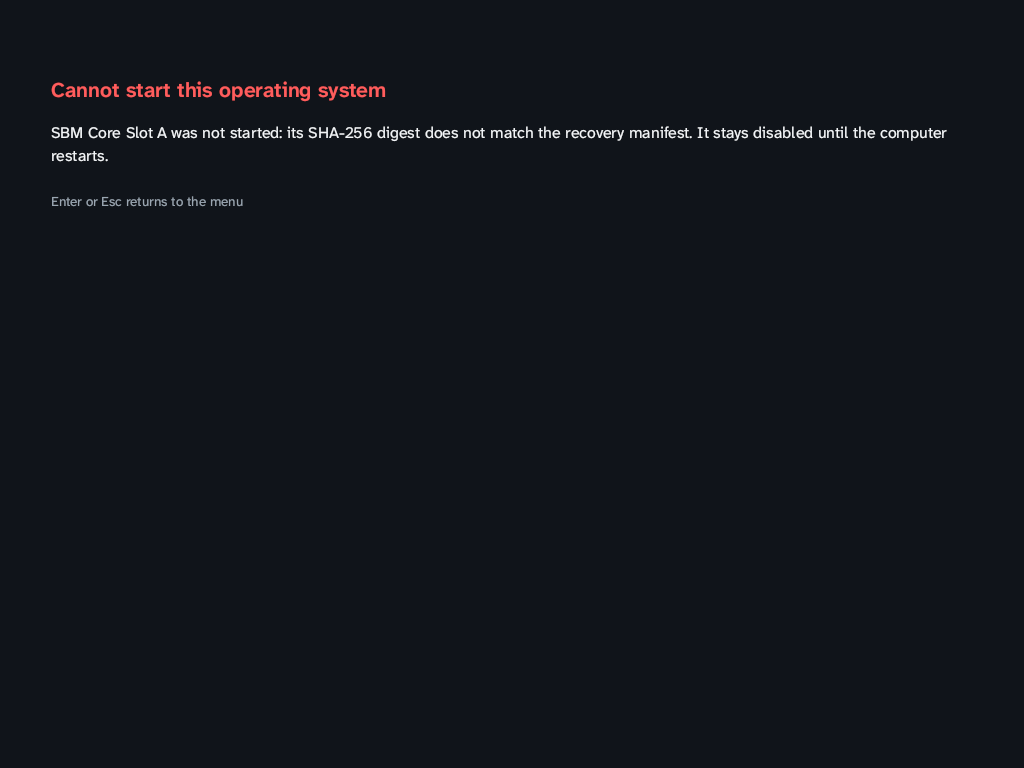 Cannot start this operating system
SBM Core Slot A was not started: its SHA-256 digest does not match the recovery manifest. It stays disabled until the computer
restarts.
Enter or Esc returns to the menu